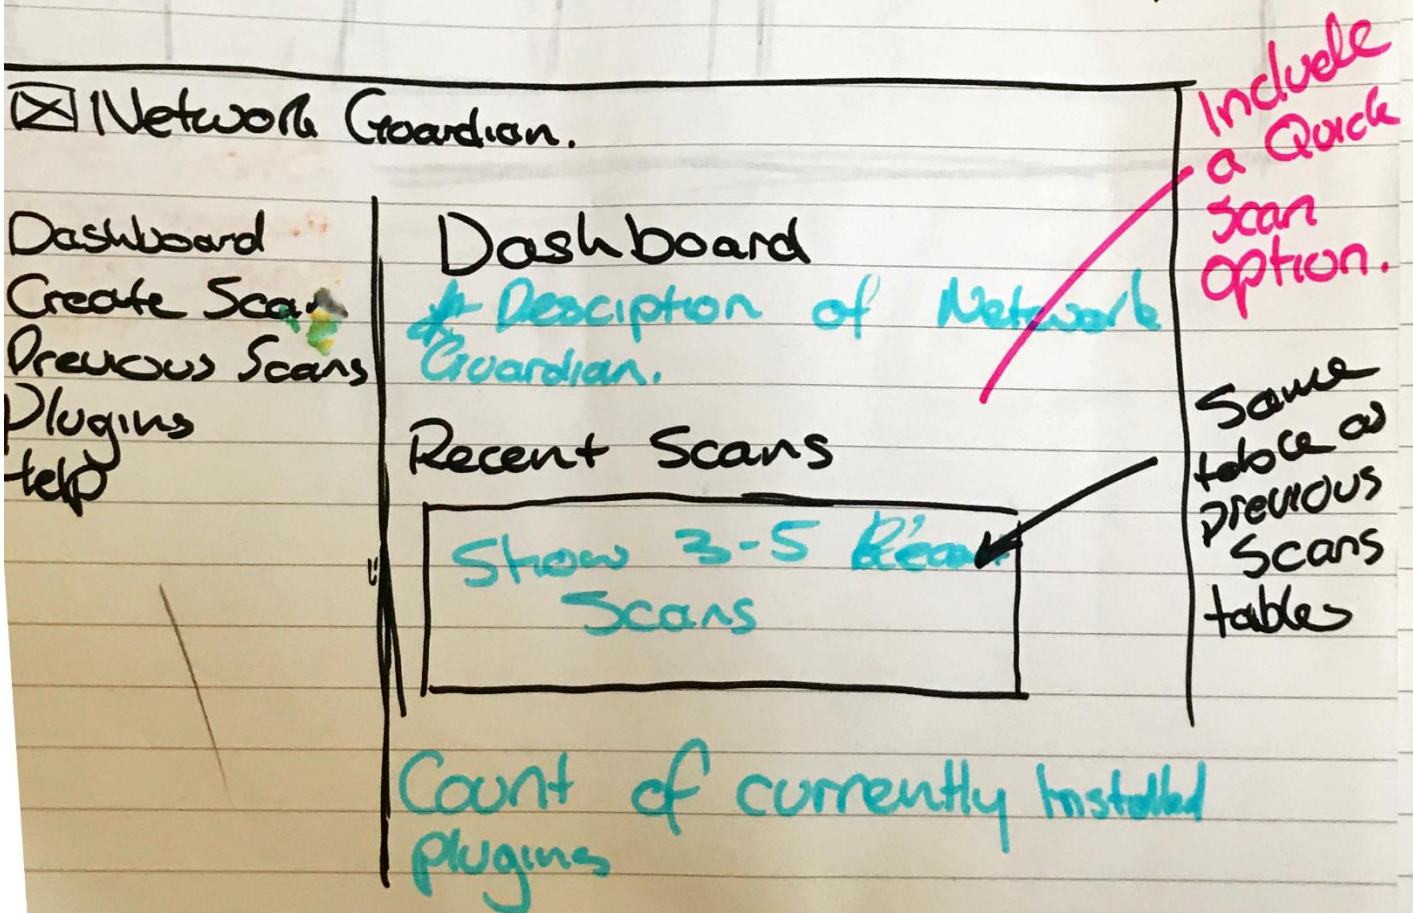 Network Guardian.
Dashboard
Create Scan
Previous Scans
Plugins
Help
Dashboard
* Desciption of Network
Guardian.
Recent Scans
Show 3-5 Recent
Scans
Count of currently Installed
plugins
Include
a Quick
Scan
option.
Same
table as
previous
Scans
tables